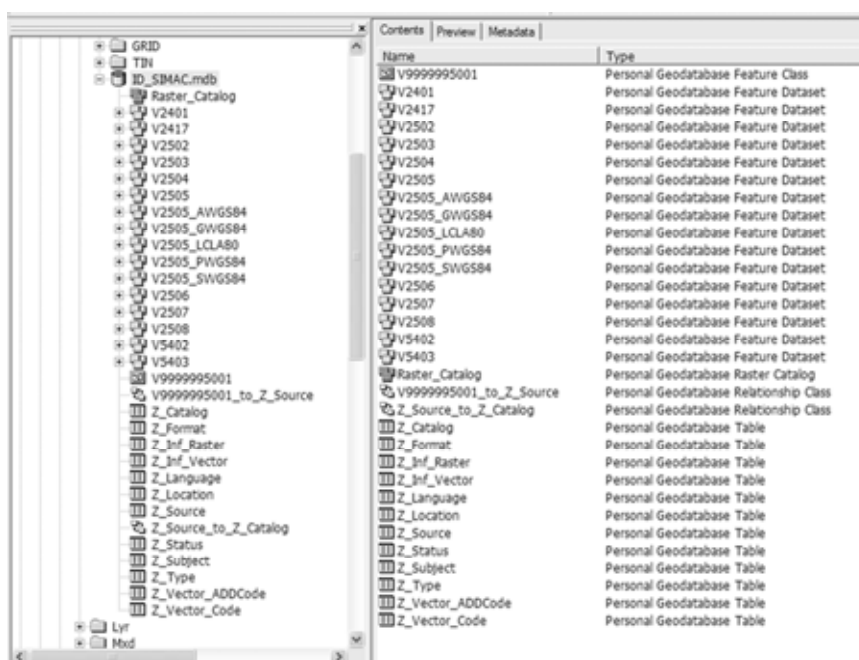 GRID
TIN
ID_SIMAC.mdb
Raster_Catalog
V2401
V2417
V2502
V2503
V2504
V2505
V2505_AWGS84
V2505_GWGS84
V2505_LCLA80
V2505_PWGS84
V2505_SWGS84
V2506
V2507
V2508
V5402
V5403
V9999995001
V9999995001_to_Z_Source
Z_Catalog
Z_Format
Z_Inf_Raster
Z_Inf_Vector
Z_Language
Z_Location
Z_Source
Z_Source_to_Z_Catalog
Z_Status
Z_Subject
Z_Type
Z_Vector_ADDCode
Z_Vector_Code
Lyr
Mxd
Contents Preview Metadata
Name Type
V9999995001 Personal Geodatabase Feature Class
V2401 Personal Geodatabase Feature Dataset
V2417 Personal Geodatabase Feature Dataset
V2502 Personal Geodatabase Feature Dataset
V2503 Personal Geodatabase Feature Dataset
V2504 Personal Geodatabase Feature Dataset
V2505 Personal Geodatabase Feature Dataset
V2505_AWGS84 Personal Geodatabase Feature Dataset
V2505_GWGS84 Personal Geodatabase Feature Dataset
V2505_LCLA80 Personal Geodatabase Feature Dataset
V2505_PWGS84 Personal Geodatabase Feature Dataset
V2505_SWGS84 Personal Geodatabase Feature Dataset
V2506 Personal Geodatabase Feature Dataset
V2507 Personal Geodatabase Feature Dataset
V2508 Personal Geodatabase Feature Dataset
V5402 Personal Geodatabase Feature Dataset
V5403 Personal Geodatabase Feature Dataset
Raster_Catalog Personal Geodatabase Raster Catalog
V9999995001_to_Z_Source Personal Geodatabase Relationship Class
Z_Source_to_Z_Catalog Personal Geodatabase Relationship Class
Z_Catalog Personal Geodatabase Table
Z_Format Personal Geodatabase Table
Z_Inf_Raster Personal Geodatabase Table
Z_Inf_Vector Personal Geodatabase Table
Z_Language Personal Geodatabase Table
Z_Location Personal Geodatabase Table
Z_Source Personal Geodatabase Table
Z_Status Personal Geodatabase Table
Z_Subject Personal Geodatabase Table
Z_Type Personal Geodatabase Table
Z_Vector_ADDCode Personal Geodatabase Table
Z_Vector_Code Personal Geodatabase Table